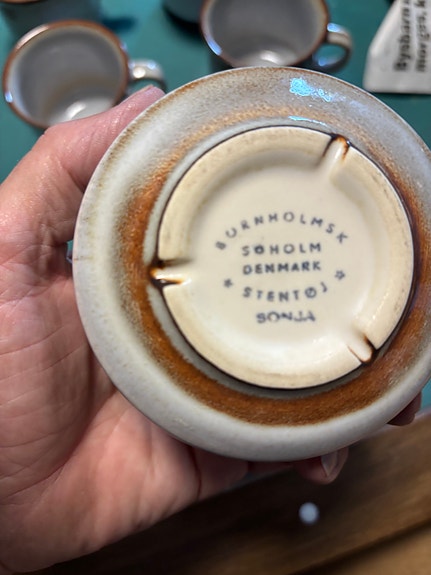 BORNHOLMSK
SØHOLM
DENMARK
★ STENTØJ ★
SONJA